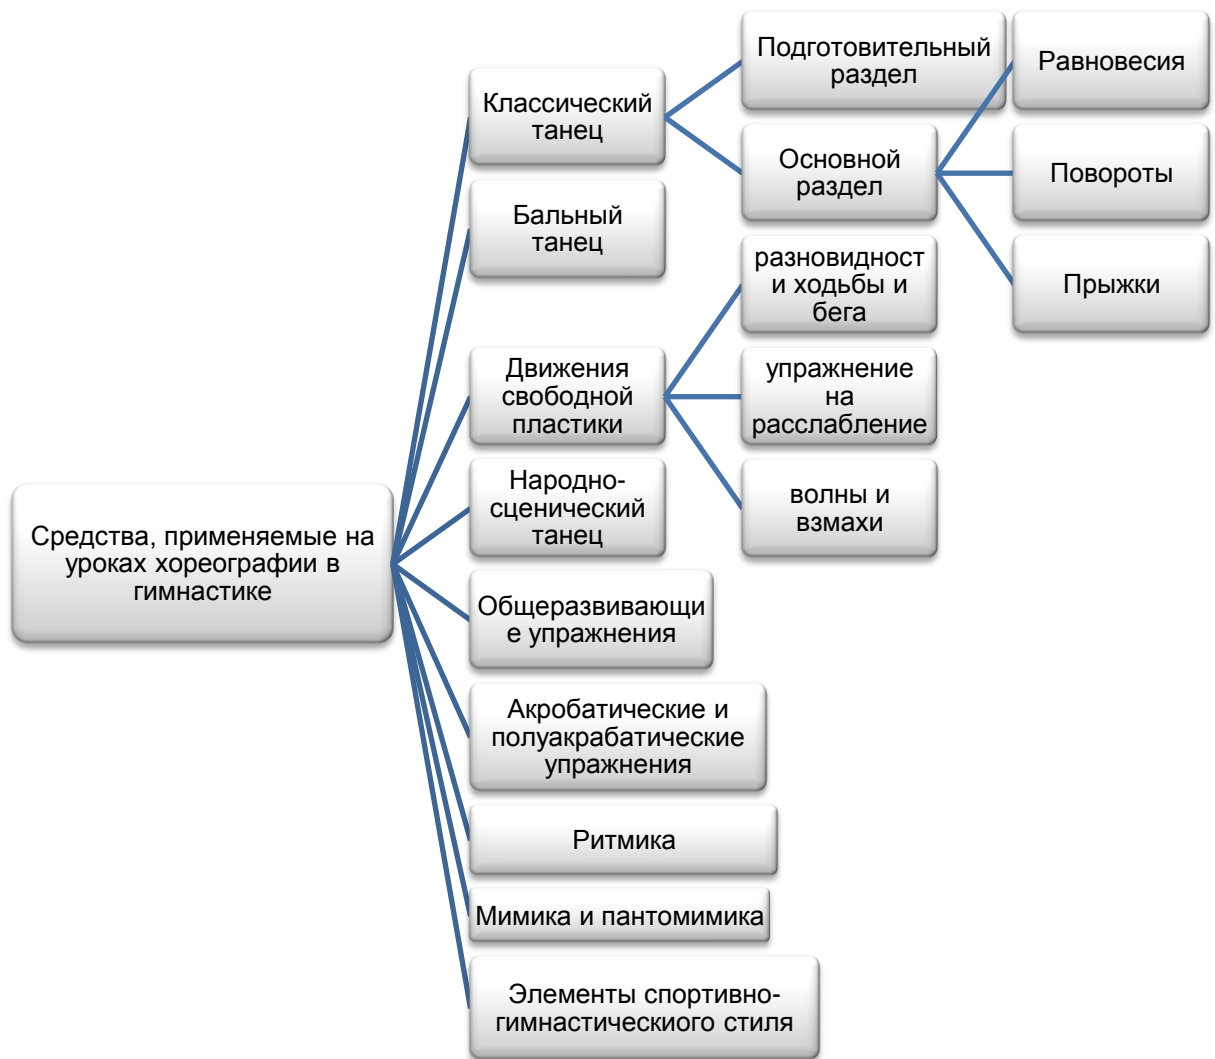 Средства, применяемые на
уроках хореографии в
гимнастике
Классический
танец
Подготовительный
раздел
Основной
раздел
Равновесия
Повороты
Прыжки
Бальный
танец
Движения
свободной
пластики
разновидност
и ходьбы и
бега
упражнение
на
расслабление
волны и
взмахи
Народно-
сценический
танец
Общеразвивающи
е упражнения
Акробатические и
полуакрабатические
упражнения
Ритмика
Мимика и пантомимика
Элементы спортивно-
гимнастическиого стиля